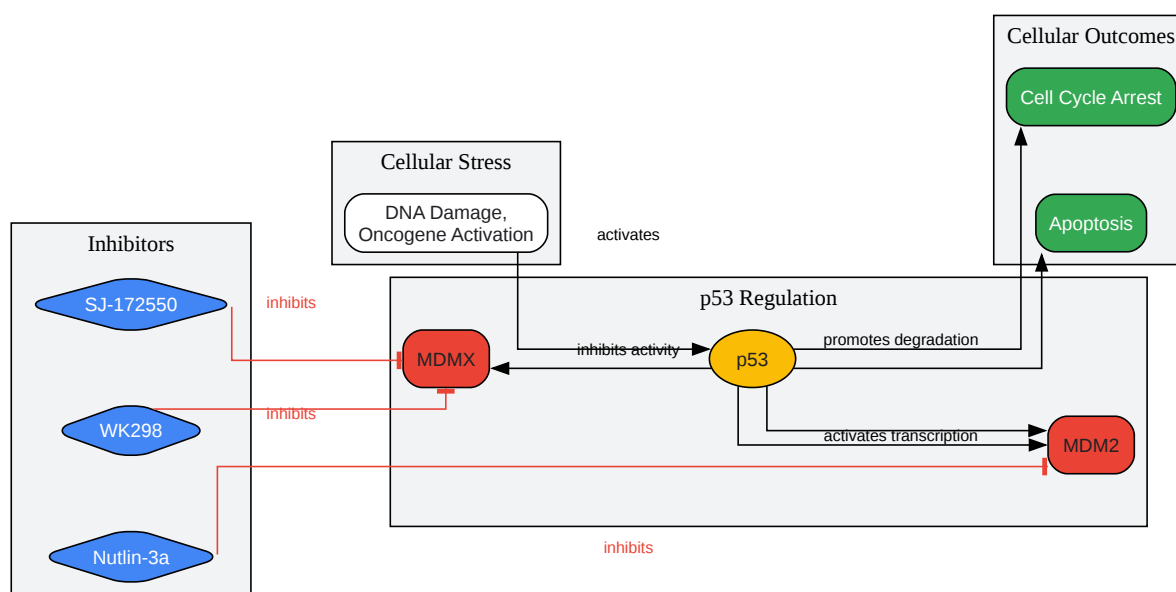 Cellular Outcomes
Cell Cycle Arrest
Apoptosis
Cellular Stress
DNA Damage,
Oncogene Activation
activates
Inhibitors
SJ-172550
inhibits
WK298
inhibits
Nutlin-3a
inhibits
p53 Regulation
MDMX
inhibits activity
p53
promotes degradation
activates transcription
MDM2